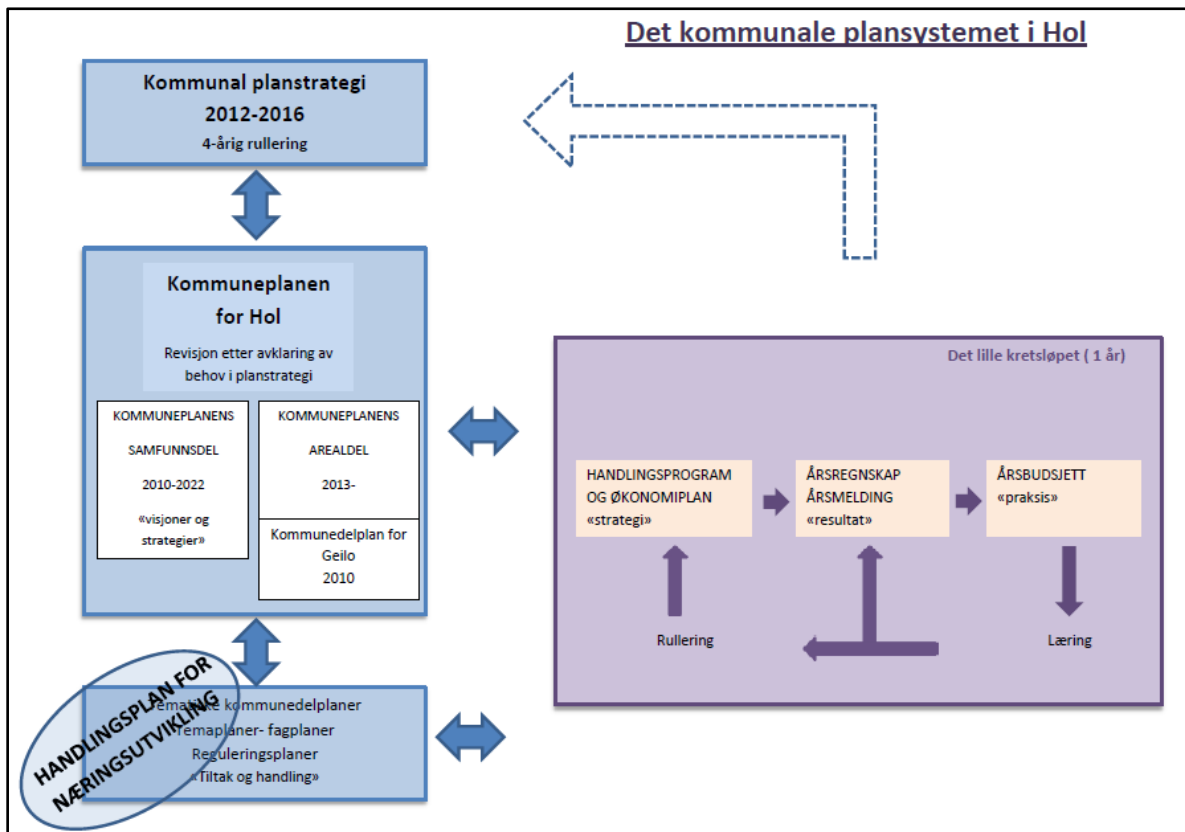 Det kommunale plansystemet i Hol
Kommunal planstrategi
2012-2016
4-årig rullering
Kommuneplanen
for Hol
Revisjon etter avklaring av
behov i planstrategi
KOMMUNEPLANENS
SAMFUNNSDEL
2010-2022
«visjoner og
strategier»
KOMMUNEPLANENS
AREALDEL
2013-
Kommunedelplan for
Geilo
2010
Det lille kretsløpet ( 1 år)
HANDLINGSPROGRAM
OG ØKONOMIPLAN
«strategi»
ÅRSREGNSKAP
ÅRSMELDING
«resultat»
ÅRSBUDSJETT
«praksis»
Rullering
Læring
HANDLINGSPLAN FOR
NÆRINGSUTVIKLING
Tematiske kommunedelplaner
Temaplaner- fagplaner
Reguleringsplaner
«Tiltak og handling»